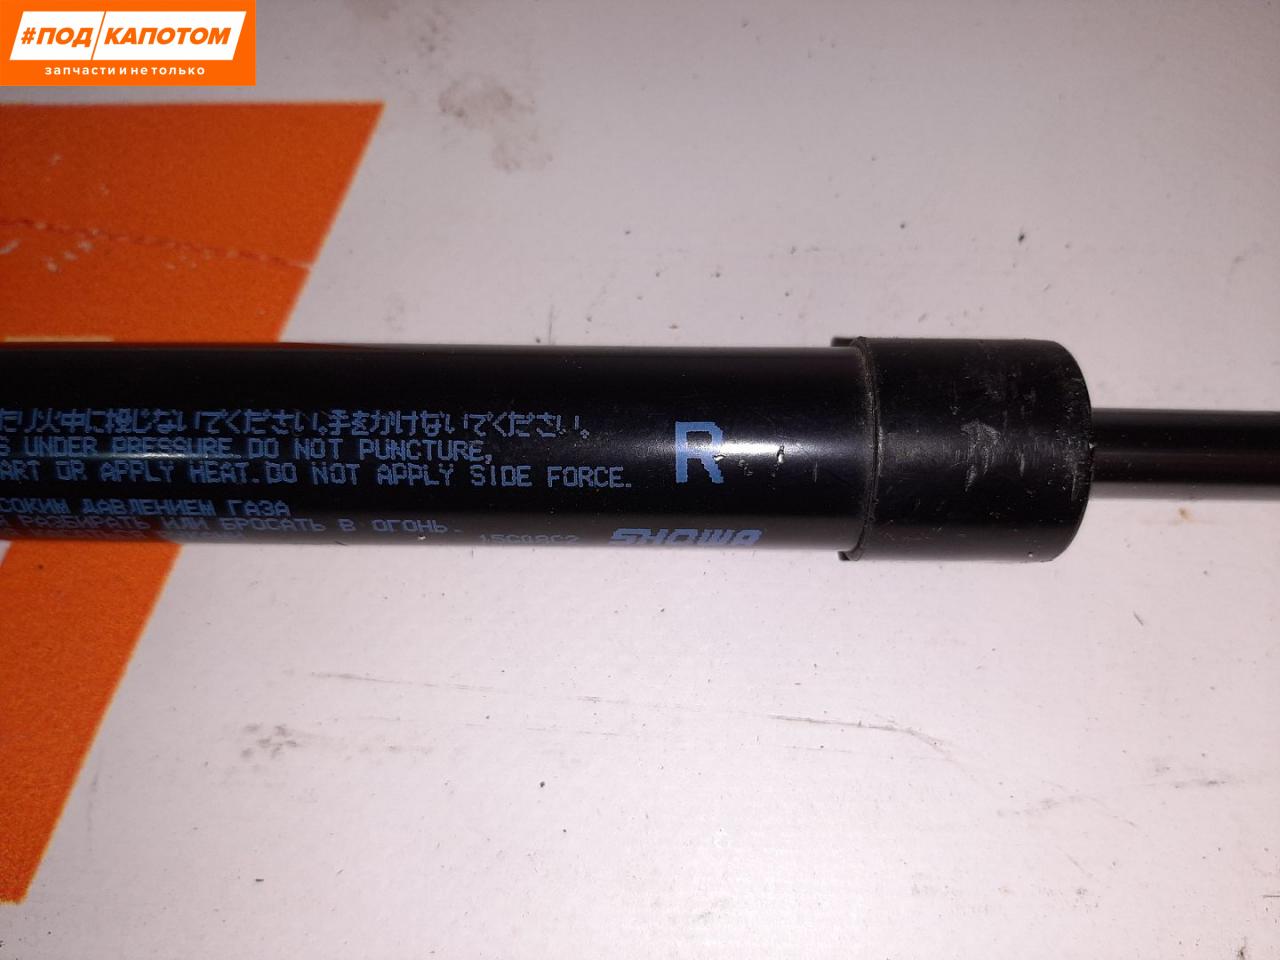 #ПОД КАПОТОМ
запчасти и не только
たり火中に投じないでください。手をかけないでください。
S UNDER PRESSURE.DO NOT PUNCTURE,
ART OR APPLY HEAT.DO NOT APPLY SIDE FORCE.
R
СОКИМ ДАВЛЕНИЕМ ГАЗА
РАЗБИРАТЬ ИЛИ БРОСАТЬ В ОГОНЬ.
SHOWA